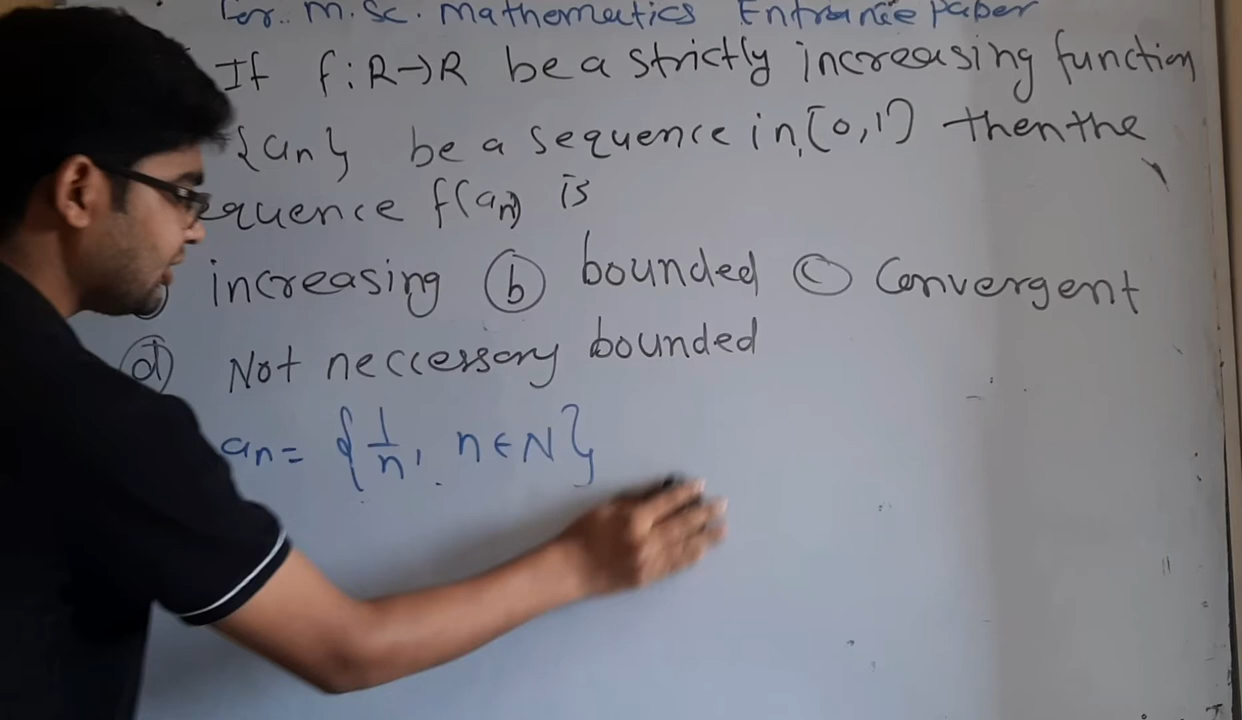 For.. M.Sc. Mathematics Entrance Paper
If f:R→R be a strictly increasing function
{an} be a sequence in [0,1] then the
equence f(an) is
increasing (b) bounded (c) Convergent
(d) Not neccessary bounded
an = {1/n, n∈N}